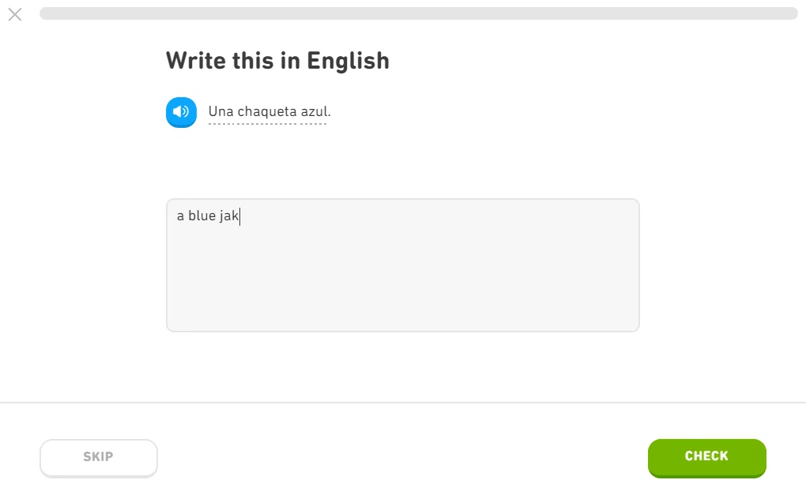 Write this in English
Una chaqueta azul.
a blue jak
SKIP
CHECK